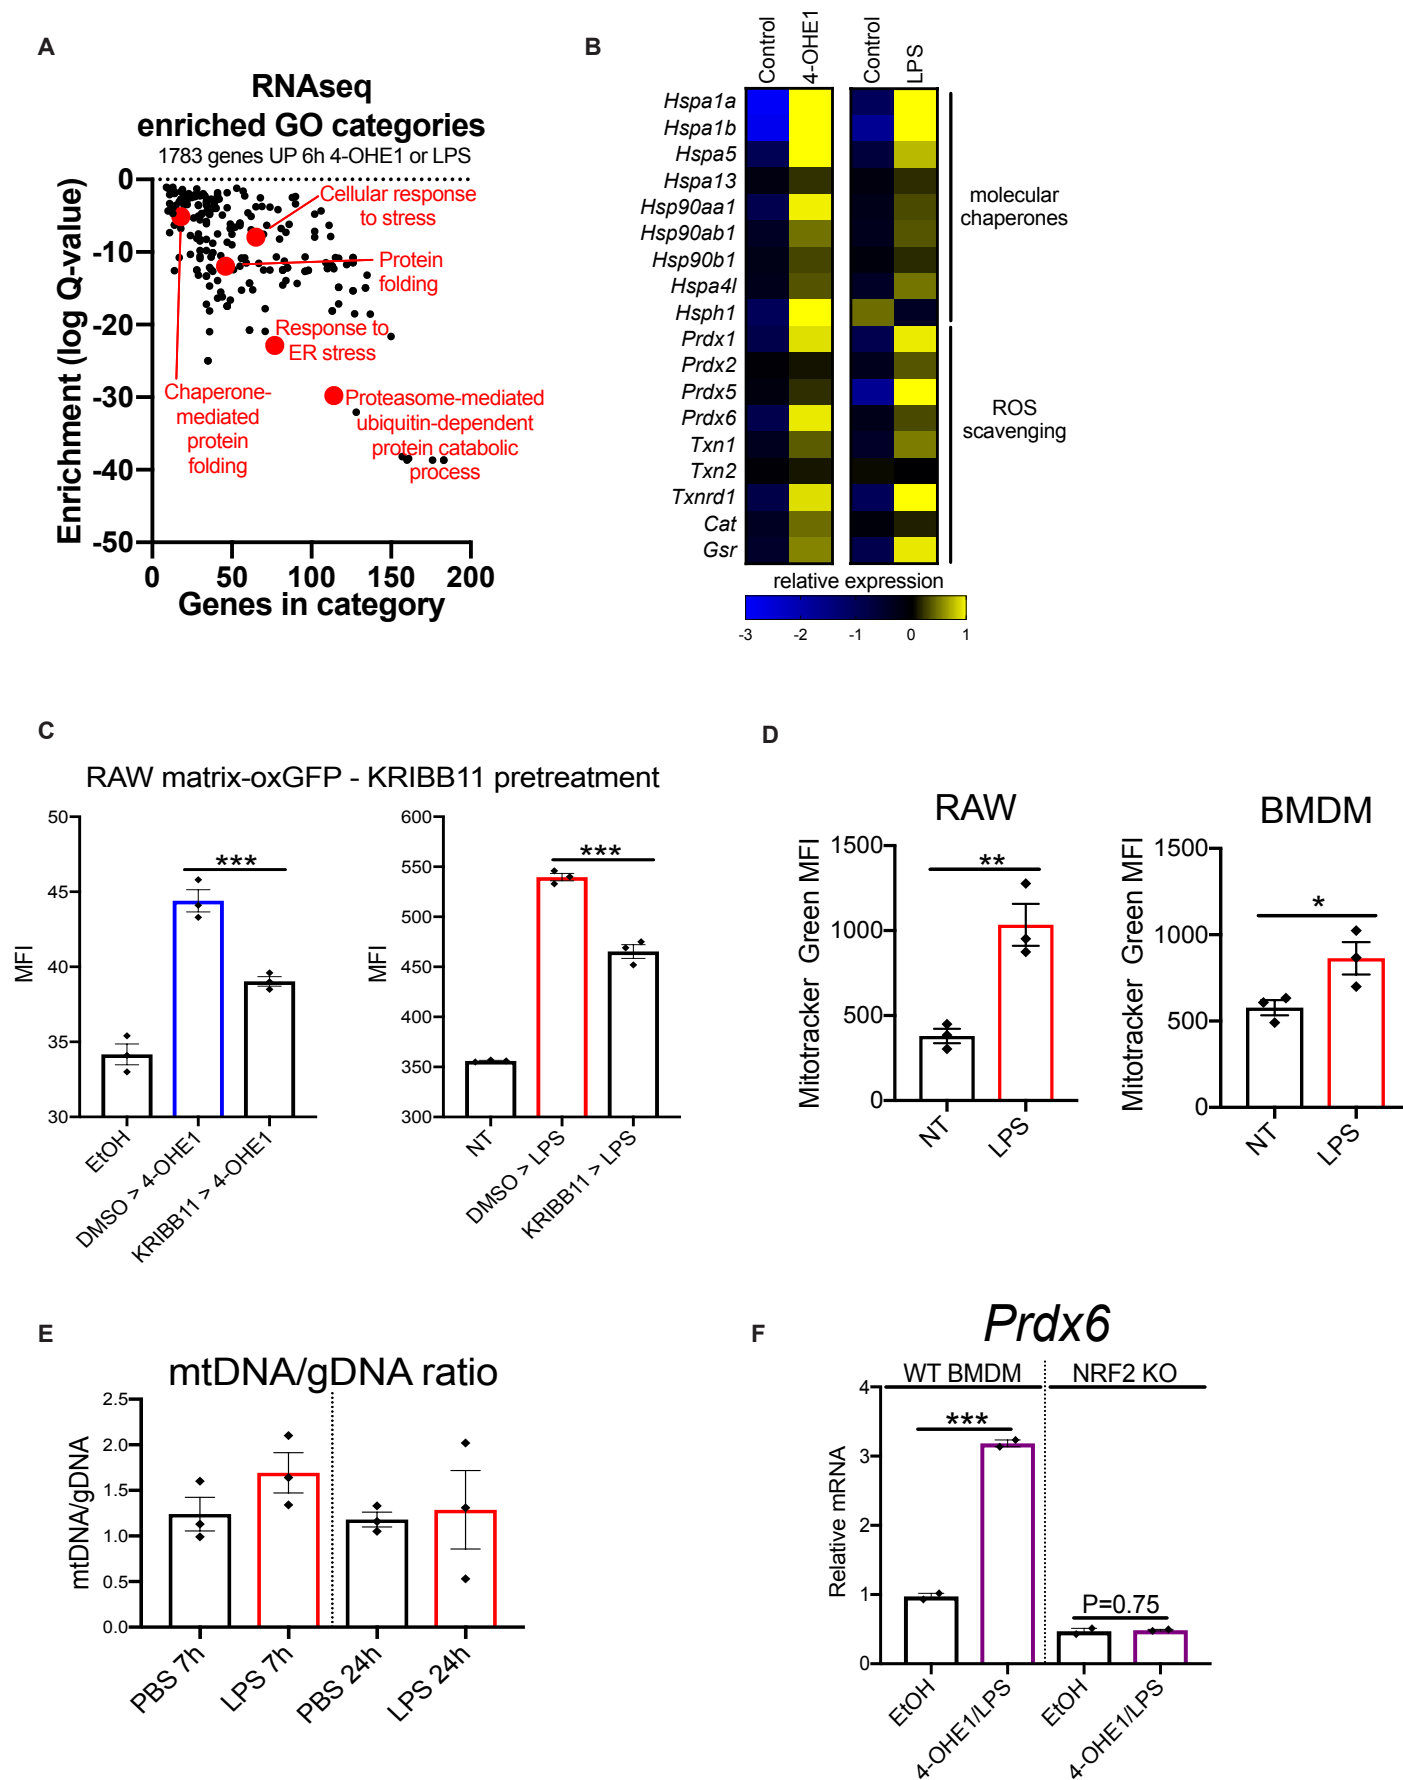 A
RNAseq
enriched GO categories
1783 genes UP 6h 4-OHE1 or LPS
Enrichment (log Q-value)
0
-10
-20
-30
-40
-50
Cellular response
to stress
Protein
folding
Response to
ER stress
Chaperone-
mediated
protein
folding
Proteasome-mediated
ubiquitin-dependent
protein catabolic
process
0 50 100 150 200
Genes in category
B
Control 4-OHE1 Control LPS
Hspa1a
Hspa1b
Hspa5
Hspa13
Hsp90aa1
Hsp90ab1
Hsp90b1
Hspa4l
Hsph1
Prdx1
Prdx2
Prdx5
Prdx6
Txn1
Txn2
Txnrd1
Cat
Gsr
molecular
chaperones
ROS
scavenging
relative expression
-3 -2 -1 0 1
C
RAW matrix-oxGFP - KRIBB11 pretreatment
MFI
50
45
40
35
30
***
EtOH
DMSO > 4-OHE1
KRIBB11 > 4-OHE1
MFI
600
550
500
450
400
350
300
***
NT
DMSO > LPS
KRIBB11 > LPS
D
RAW
Mitotracker Green MFI
1500
1000
500
0
**
NT
LPS
BMDM
Mitotracker Green MFI
1500
1000
500
0
*
NT
LPS
E
mtDNA/gDNA ratio
mtDNA/gDNA
2.5
2.0
1.5
1.0
0.5
0.0
PBS 7h
LPS 7h
PBS 24h
LPS 24h
F
Prdx6
WT BMDM NRF2 KO
Relative mRNA
4
3
2
1
0
***
P=0.75
EtOH
4-OHE1/LPS
EtOH
4-OHE1/LPS